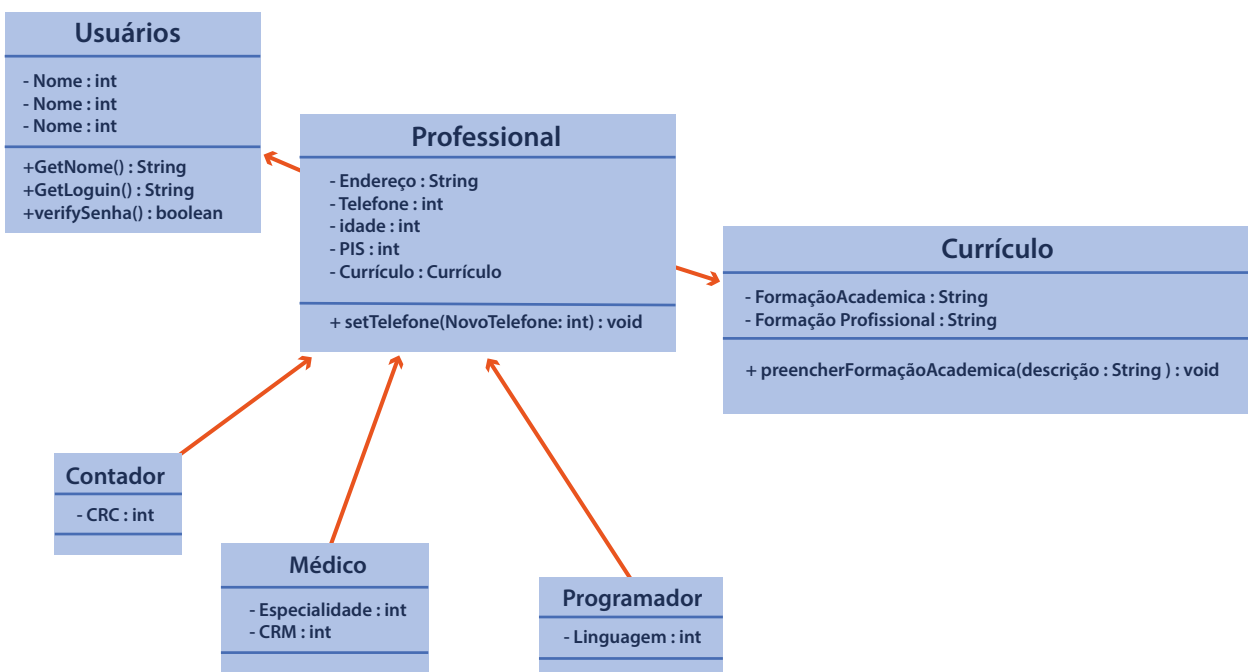 Usuários
- Nome : int
- Nome : int
- Nome : int
+GetNome() : String
+GetLoguin() : String
+verifySenha() : boolean
Professional
- Endereço : String
- Telefone : int
- idade : int
- PIS : int
- Currículo : Currículo
+ setTelefone(NovoTelefone: int) : void
Currículo
- FormaçãoAcademica : String
- Formação Profissional : String
+ preencherFormaçãoAcademica(descrição : String ) : void
Contador
- CRC : int
Médico
- Especialidade : int
- CRM : int
Programador
- Linguagem : int